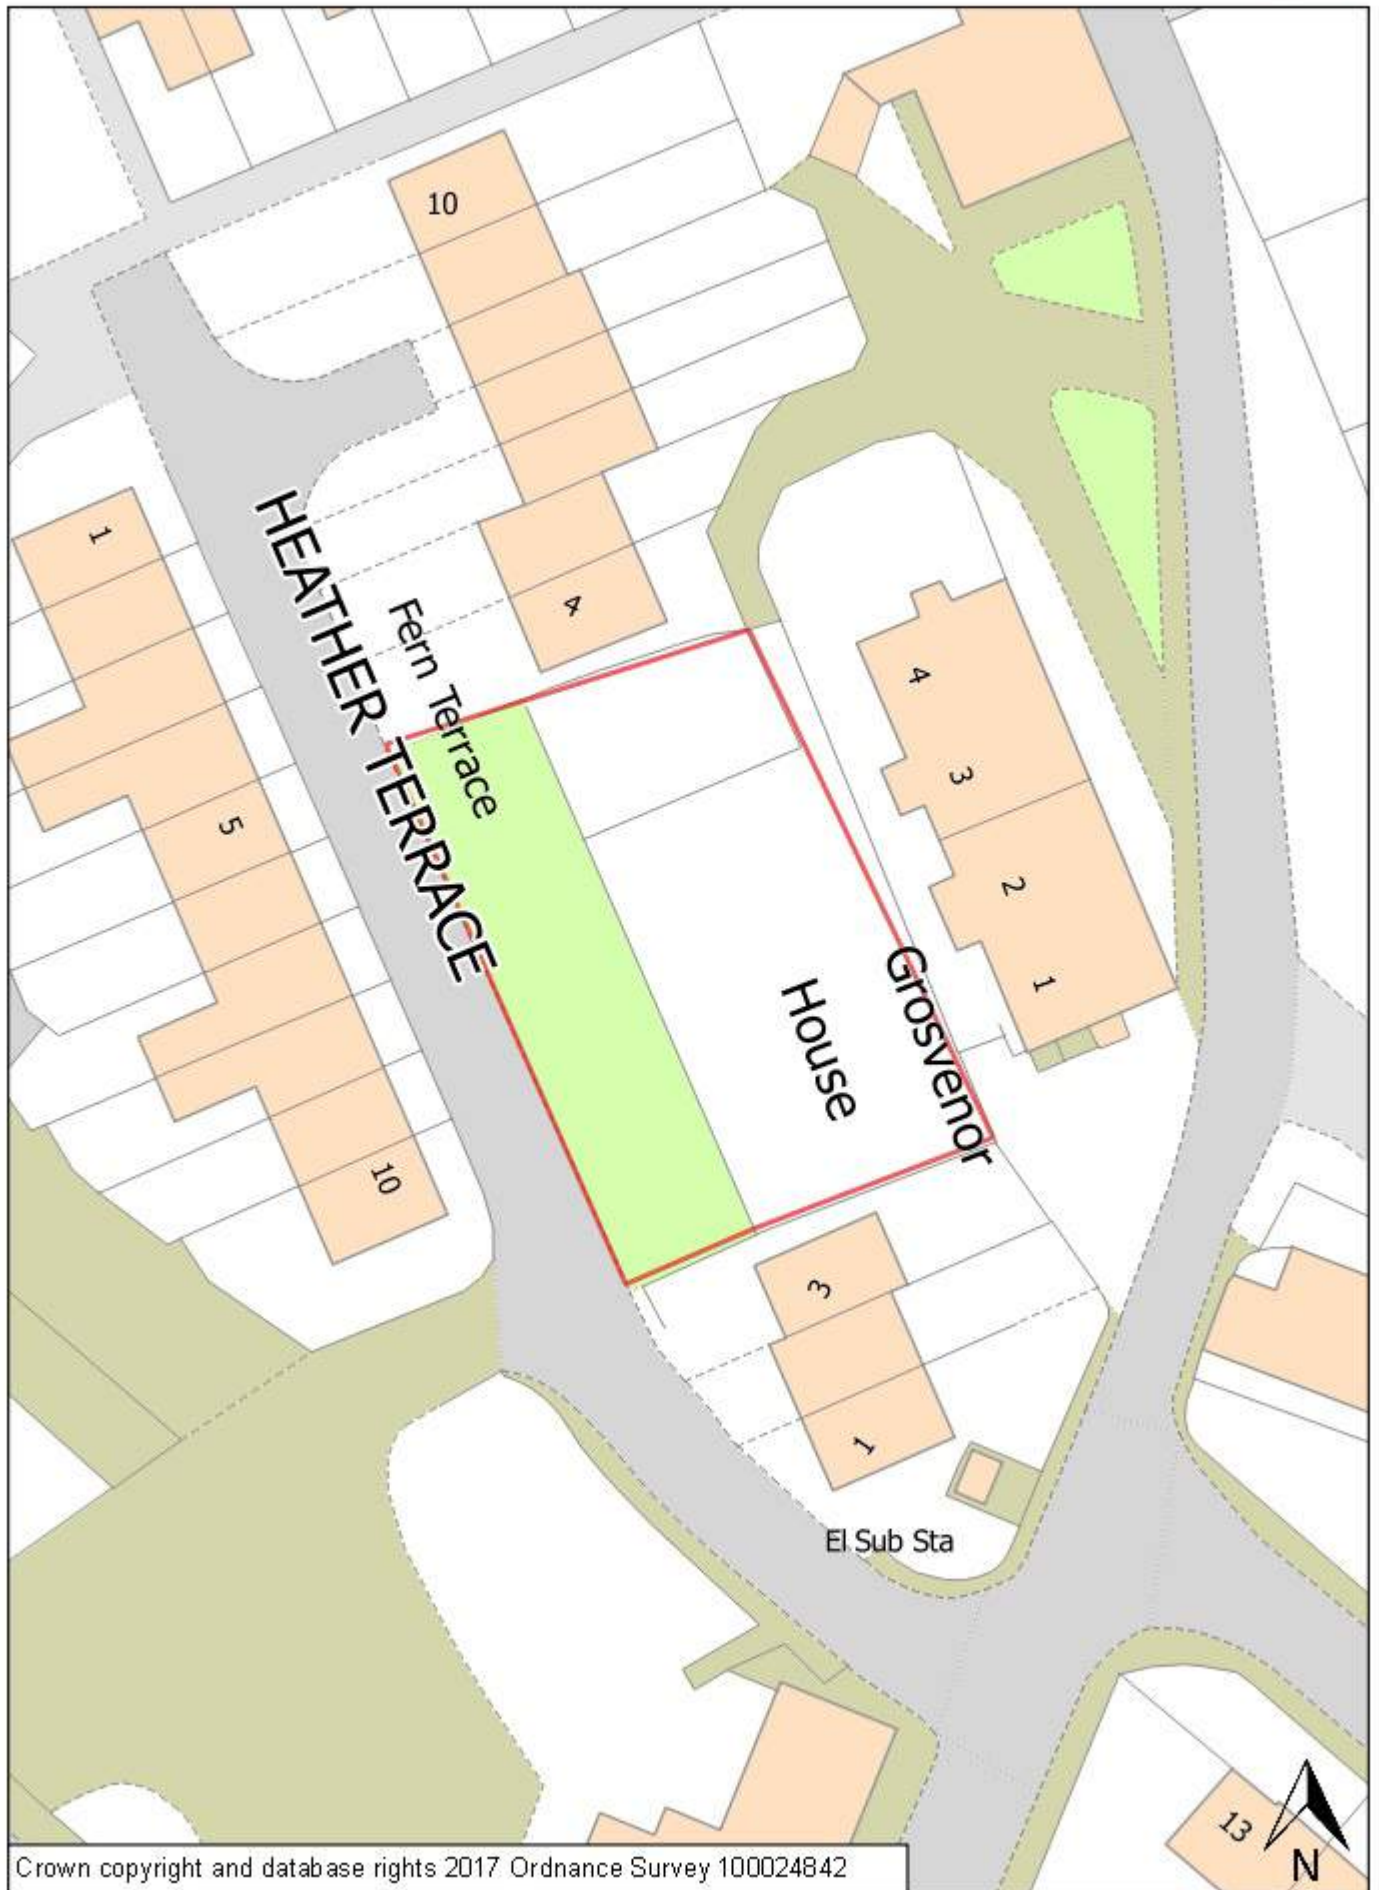 10
1
HEATHER TERRACE
Fern Terrace
4
4
3
5
2
1
Grosvenor
House
10
3
1
El Sub Sta
13
N
Crown copyright and database rights 2017 Ordnance Survey 100024842